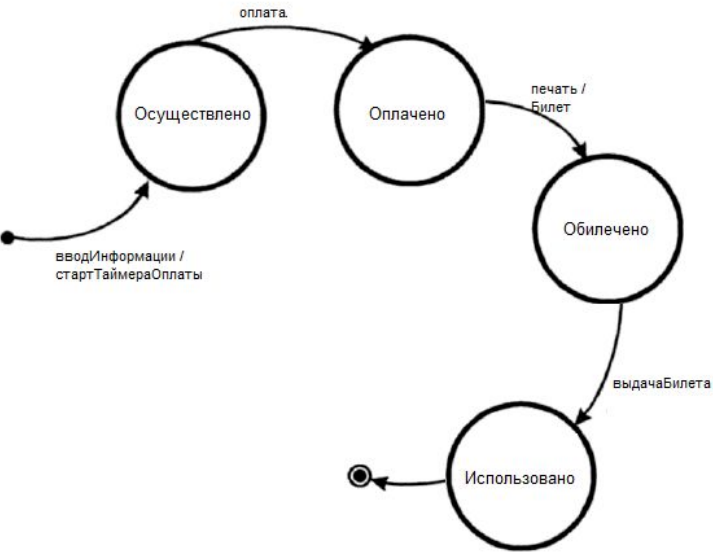 оплата.
Осуществлено
Оплачено
печать /
Билет
Обилечено
вводИнформации /
стартТаймераОплаты
выдачаБилета
Использовано